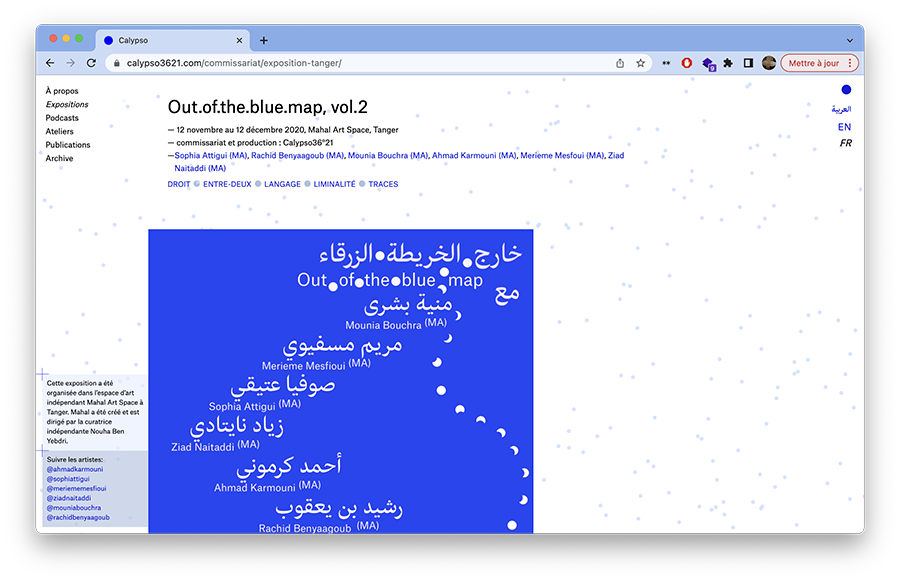 Calypso
calypso3621.com/commissariat/exposition-tanger/
9
Mettre à jour
À propos
Expositions
Podcasts
Ateliers
Publications
Archive
العربية
EN
FR
Out.of.the.blue.map, vol.2
— 12 novembre au 12 décembre 2020, Mahal Art Space, Tanger
— commissariat et production : Calypso36°21
—Sophia Attigui (MA), Rachid Benyaagoub (MA), Mounia Bouchra (MA), Ahmad Karmouni (MA), Merieme Mesfoui (MA), Ziad
Naitaddi (MA)
DROIT ENTRE-DEUX LANGAGE LIMINALITÉ TRACES
خارج•الخريطة•الزرقاء
Out•of•the•blue•map
مع
منية بشرى
Mounia Bouchra (MA)
مريم مسفيوي
Merieme Mesfioui (MA)
صوفيا عتيقي
Sophia Attigui (MA)
زياد نايتادي
Ziad Naitaddi (MA)
أحمد كرموني
Ahmad Karmouni (MA)
رشيد بن يعقوب
Rachid Benyaagoub (MA)
Cette exposition a été
organisée dans l'espace d'art
indépendant Mahal Art Space à
Tanger. Mahal a été créé et est
dirigé par la curatrice
indépendante Nouha Ben
Yebdri.
Suivre les artistes:
@ahmadkarmouni
@sophiattigui
@meriememesfioui
@ziadnaitaddi
@mouniabouchra
@rachidbenyaagoub